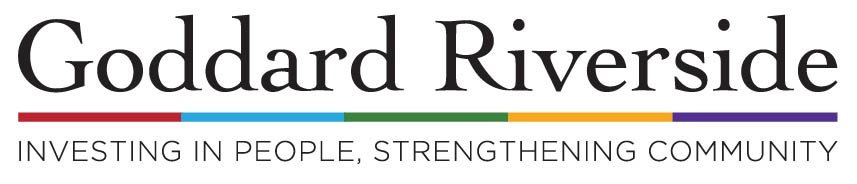 Goddard Riverside
INVESTING IN PEOPLE, STRENGTHENING COMMUNITY